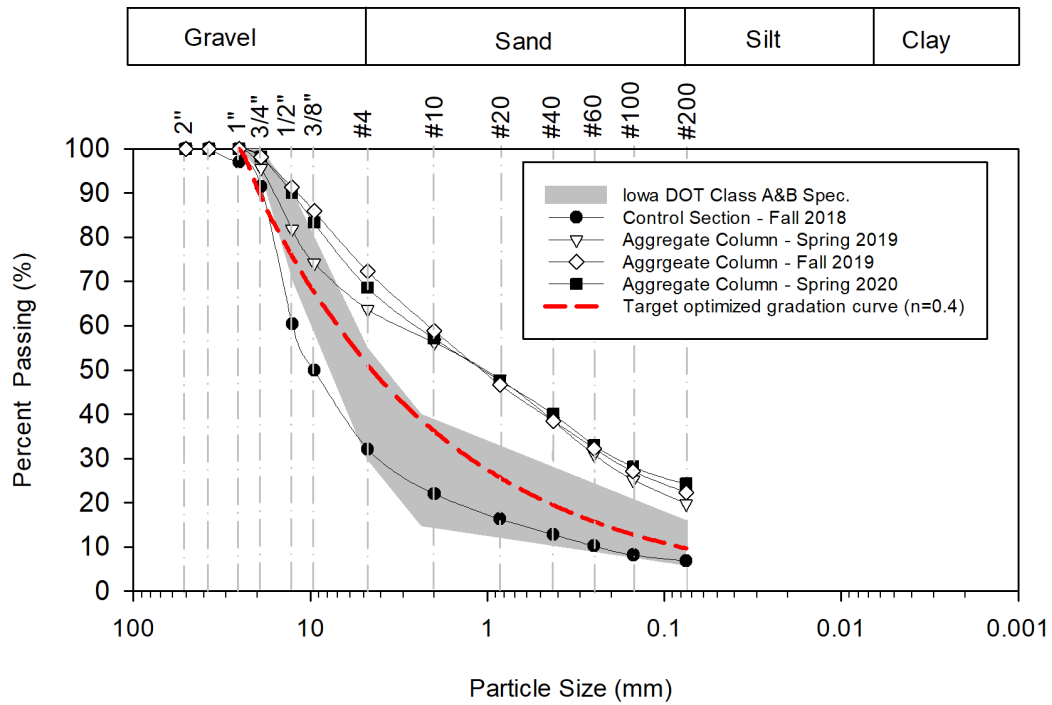 Gravel Sand Silt Clay
2" 1" 3/4" 1/2" 3/8" #4 #10 #20 #40 #60 #100 #200
Percent Passing (%)
100
90
80
70
60
50
40
30
20
10
0
Iowa DOT Class A&B Spec.
Control Section - Fall 2018
Aggregate Column - Spring 2019
Aggrgeate Column - Fall 2019
Aggregate Column - Spring 2020
Target optimized gradation curve (n=0.4)
100 10 1 0.1 0.01 0.001
Particle Size (mm)